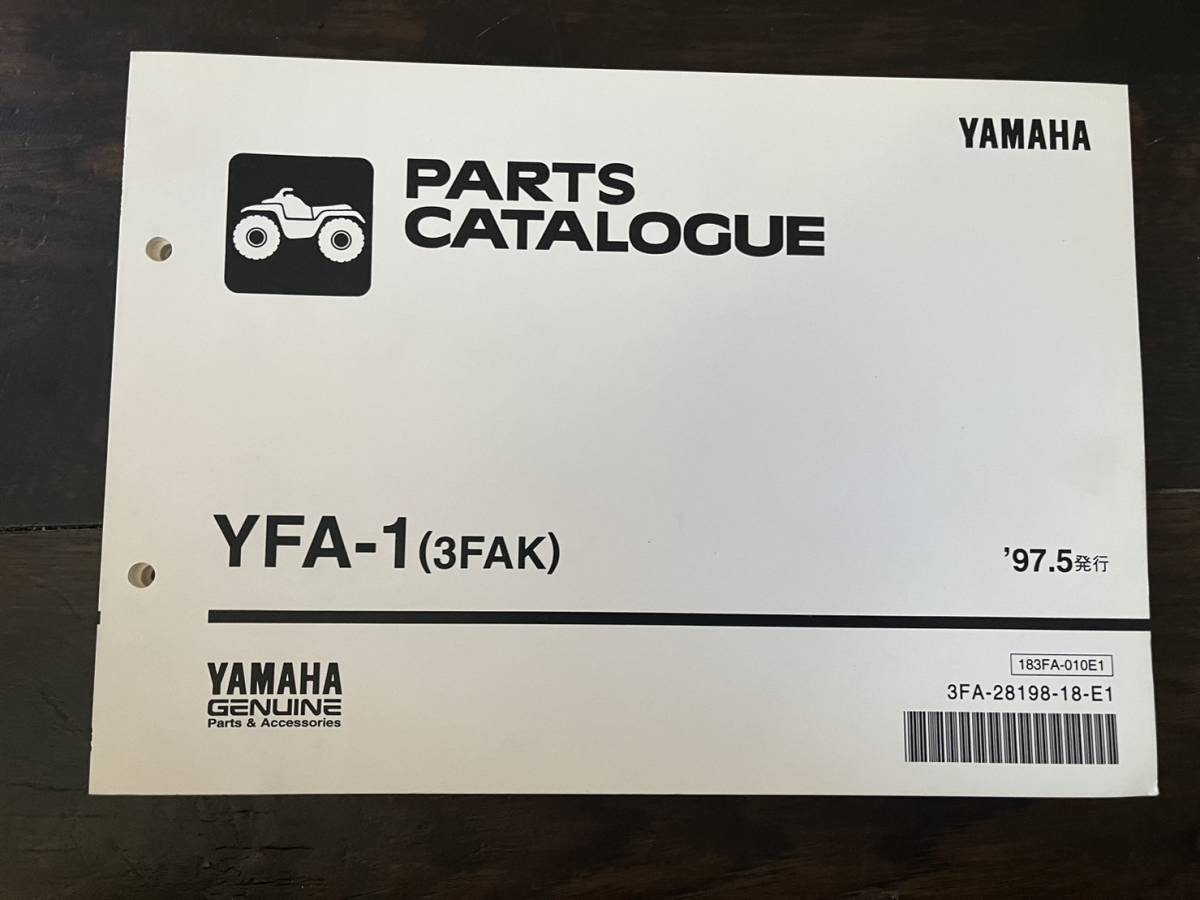 YAMAHA
PARTS
CATALOGUE
YFA-1(3FAK)
’97.5発行
YAMAHA
GENUINE
Parts & Accessories
183FA-010E1
3FA-28198-18-E1